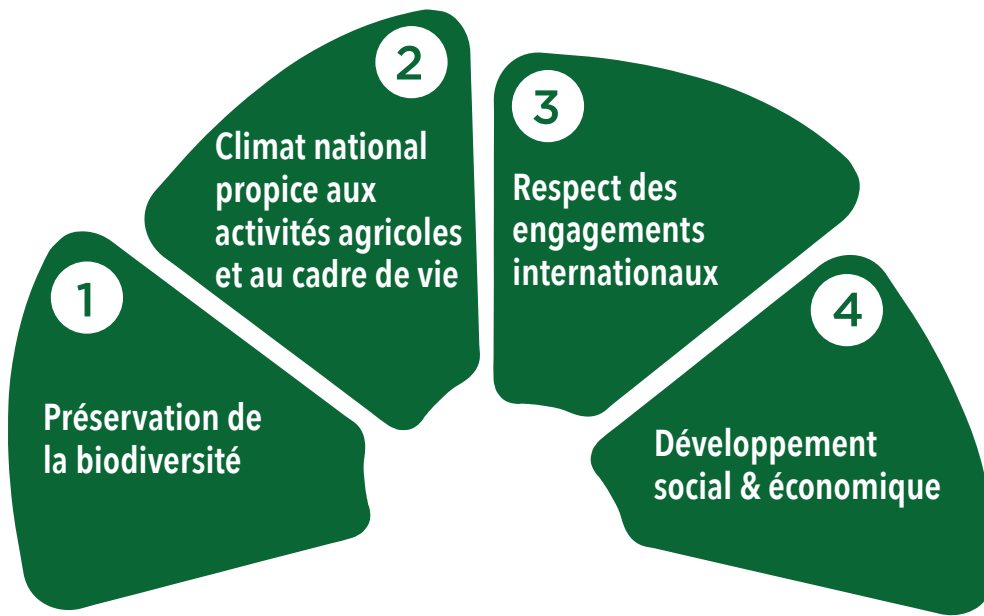 1
Préservation de
la biodiversité
2
Climat national
propice aux
activités agricoles
et au cadre de vie
3
Respect des
engagements
internationaux
4
Développement
social & économique